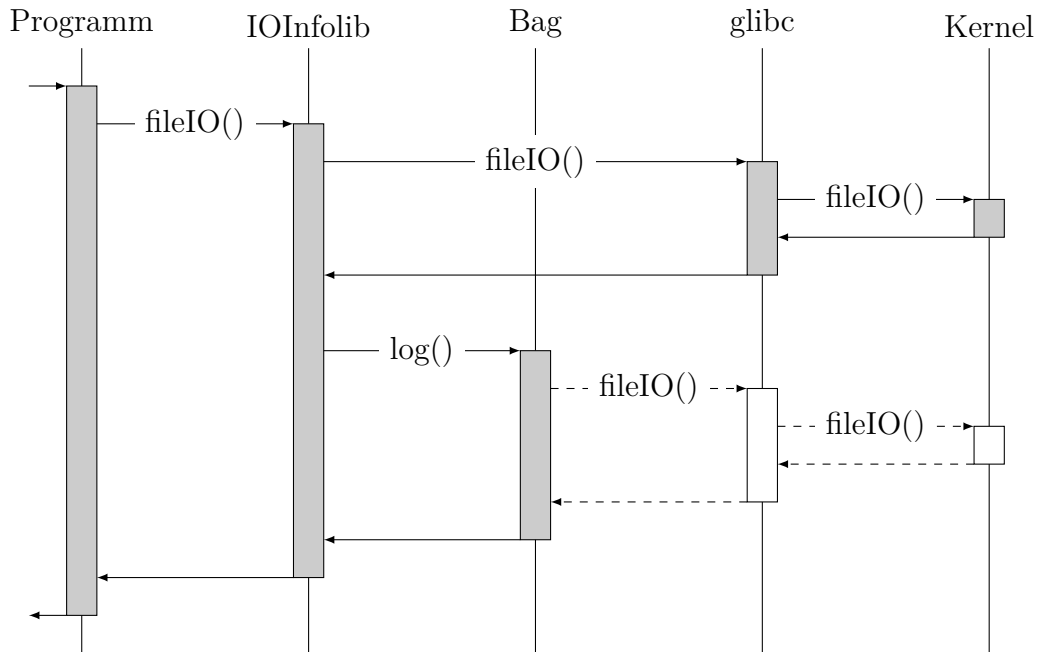 Programm IOInfolib Bag glibc Kernel
fileIO()
fileIO()
fileIO()
log()
fileIO()
fileIO()